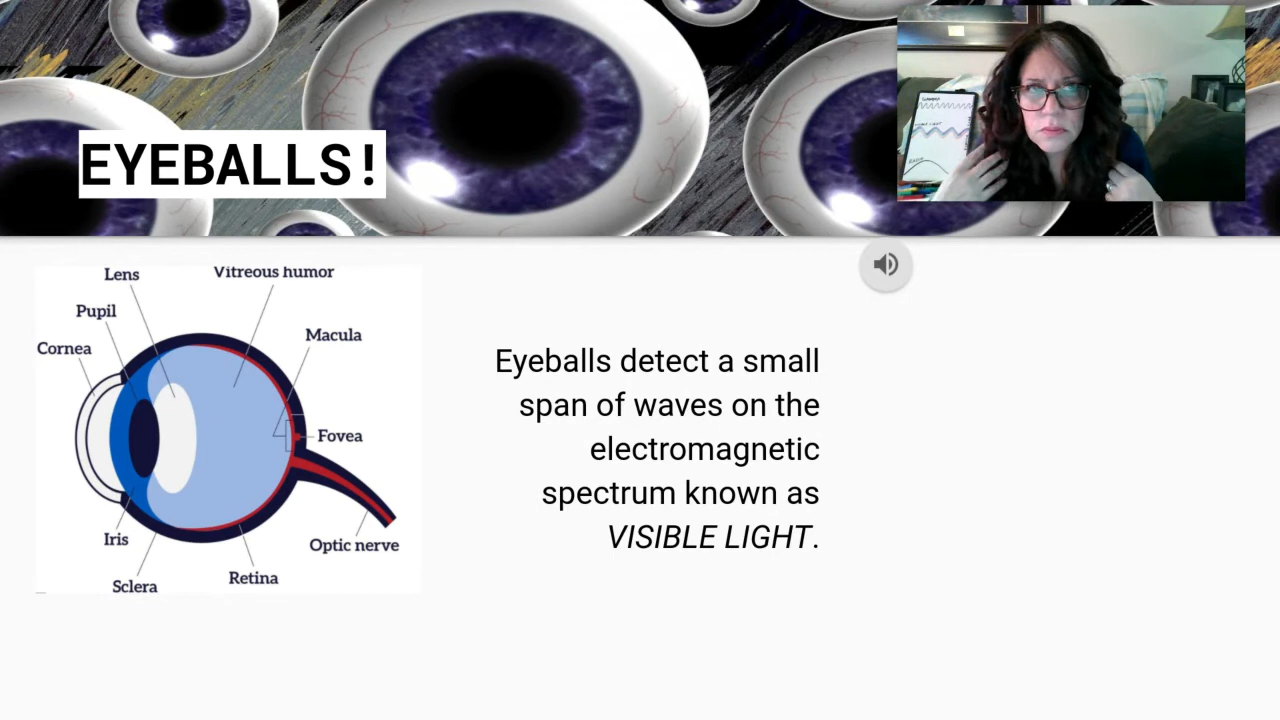 EYEBALLS!
GAMMA
Lens
Vitreous humor
Pupil
Macula
Cornea
Fovea
Iris
Optic nerve
Retina
Sclera
Eyeballs detect a small
span of waves on the
electromagnetic
spectrum known as
VISIBLE LIGHT.